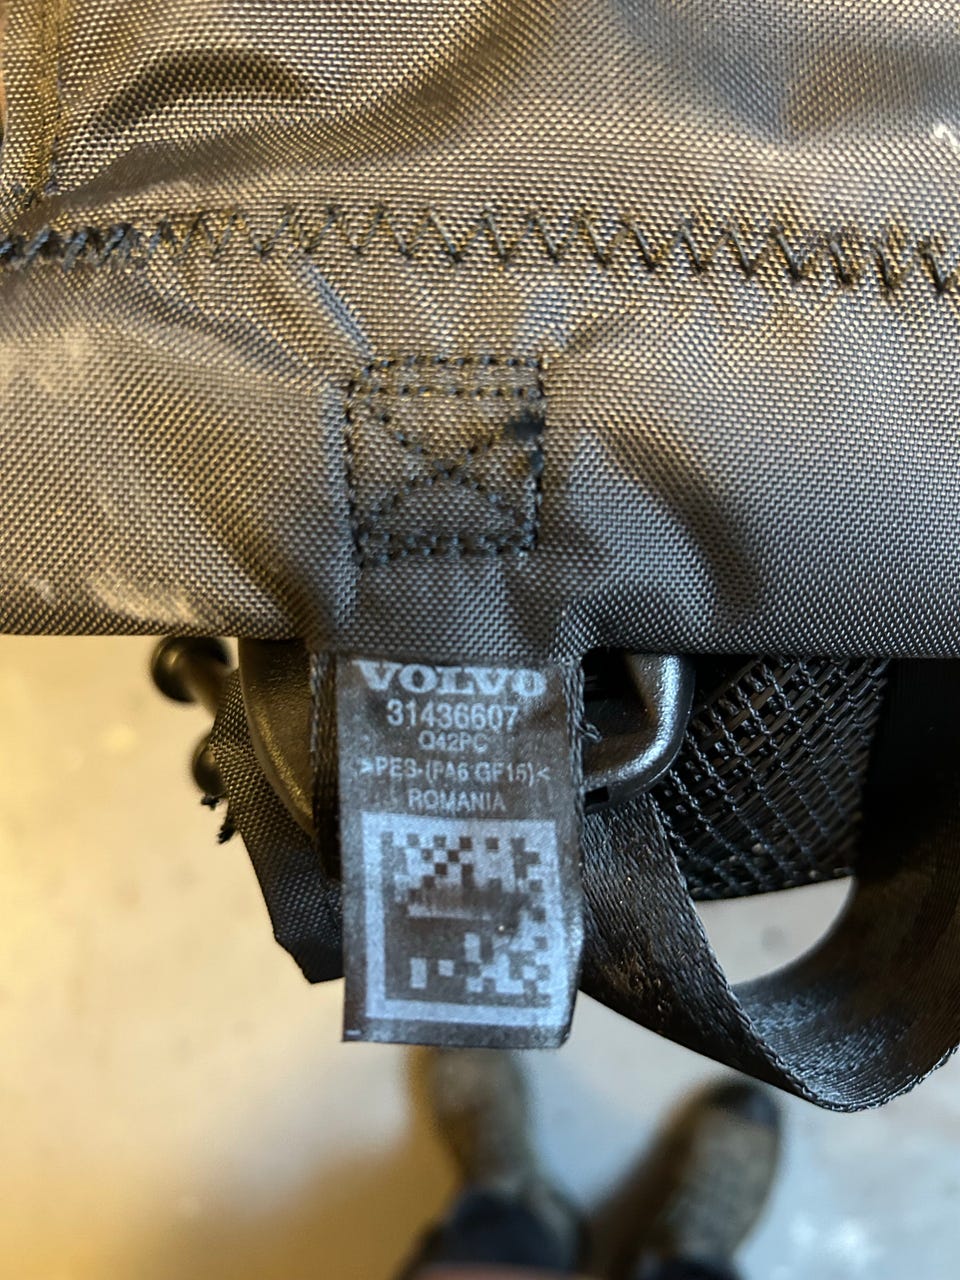 VOLVO
31436607
Q42PC
>PES-(PA6 GF15)<
ROMANIA